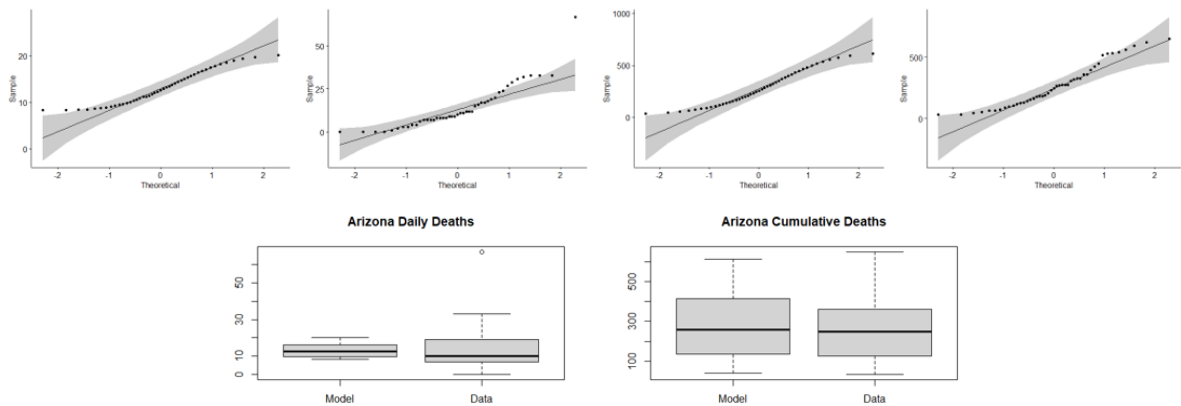 30
20
10
0
Sample
-2 -1 0 1 2
Theoretical
50
25
0
Sample
-2 -1 0 1 2
Theoretical
1000
500
0
Sample
-2 -1 0 1 2
Theoretical
500
0
Sample
-2 -1 0 1 2
Theoretical
Arizona Daily Deaths
50
30
10
0
Model Data
Arizona Cumulative Deaths
500
300
100
Model Data